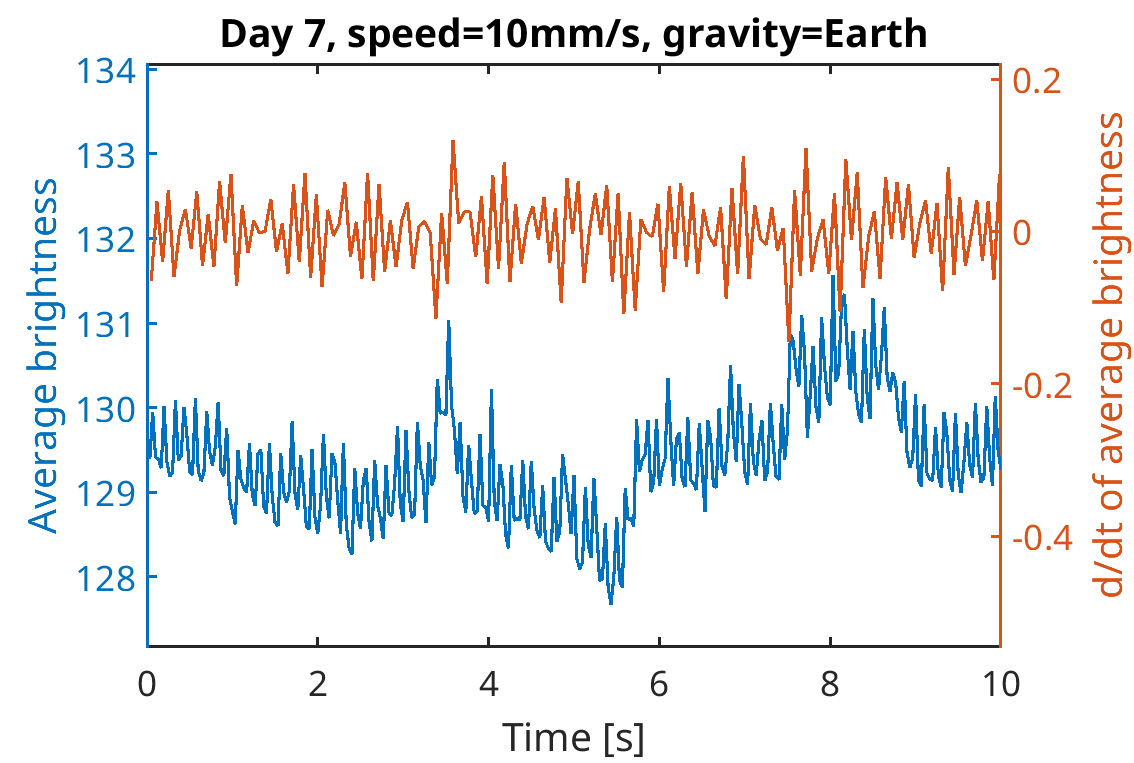 Day 7, speed=10mm/s, gravity=Earth
134
133
132
131
130
129
128
Average brightness
0.2
0
-0.2
-0.4
d/dt of average brightness
0 2 4 6 8 10
Time [s]